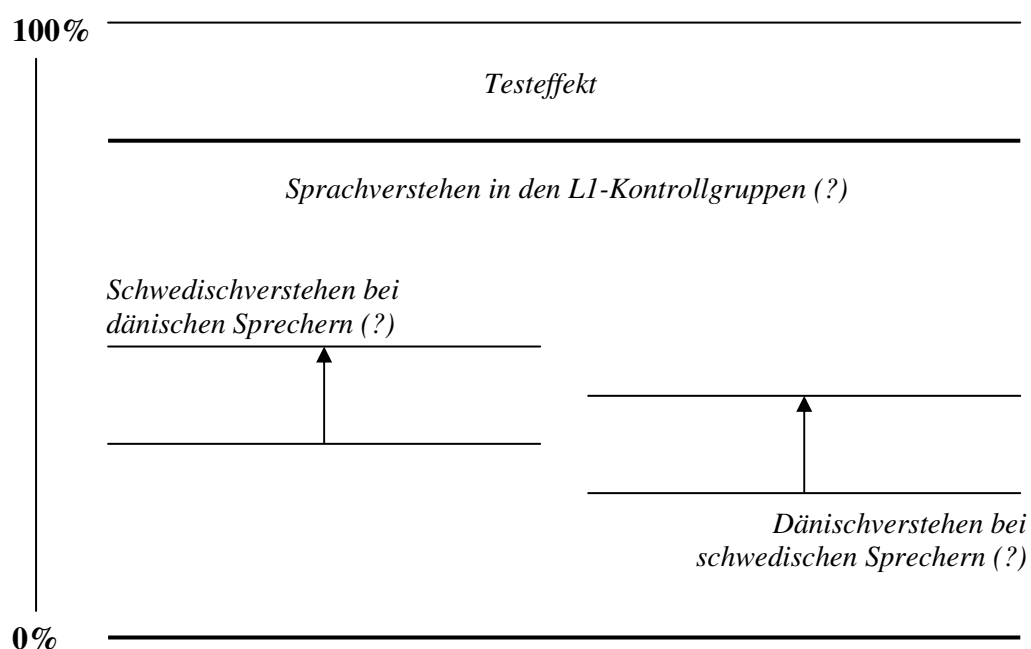 100%
Testeffekt
Sprachverstehen in den L1-Kontrollgruppen (?)
Schwedischverstehen bei
dänischen Sprechern (?)
Dänischverstehen bei
schwedischen Sprechern (?)
0%